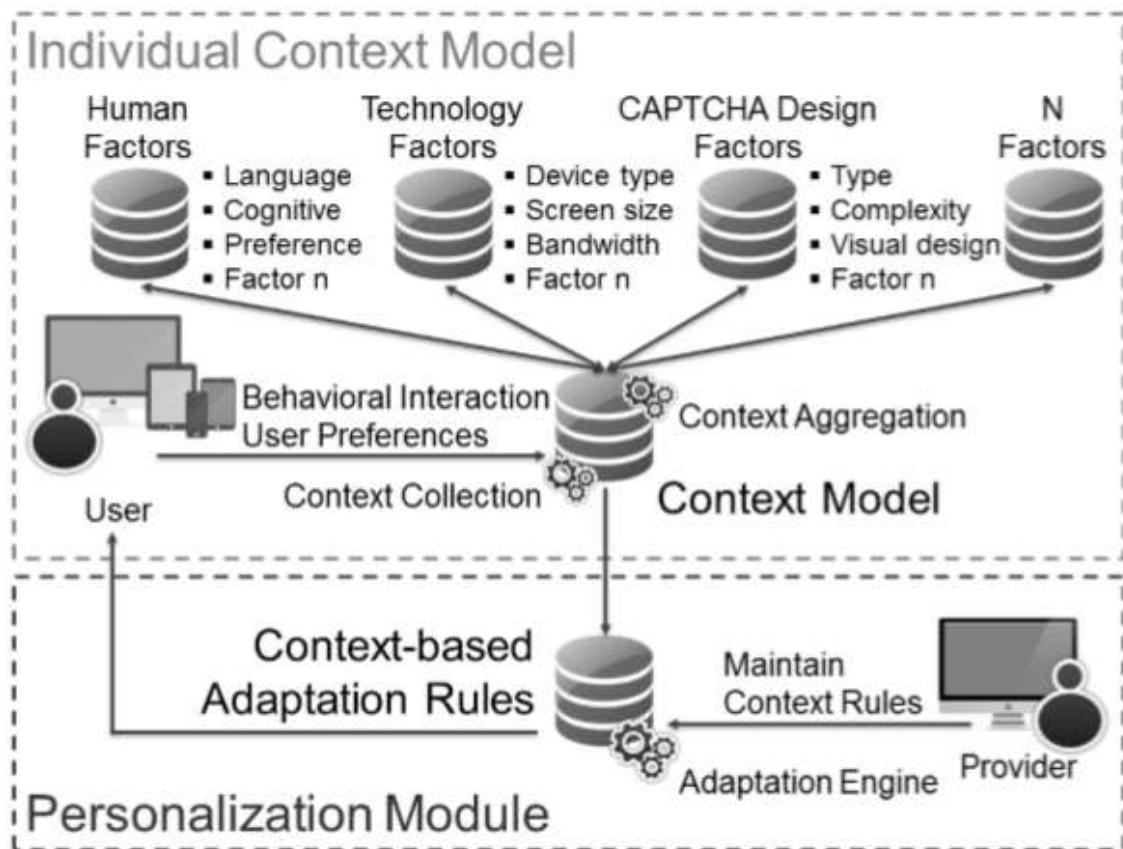 Individual Context Model
Human
Factors
▪ Language
▪ Cognitive
▪ Preference
▪ Factor n
Technology
Factors
▪ Device type
▪ Screen size
▪ Bandwidth
▪ Factor n
CAPTCHA Design
Factors
▪ Type
▪ Complexity
▪ Visual design
▪ Factor n
N
Factors
Behavioral Interaction
User Preferences
Context Collection
Context Aggregation
Context Model
User
Context-based
Adaptation Rules
Maintain
Context Rules
Adaptation Engine
Provider
Personalization Module